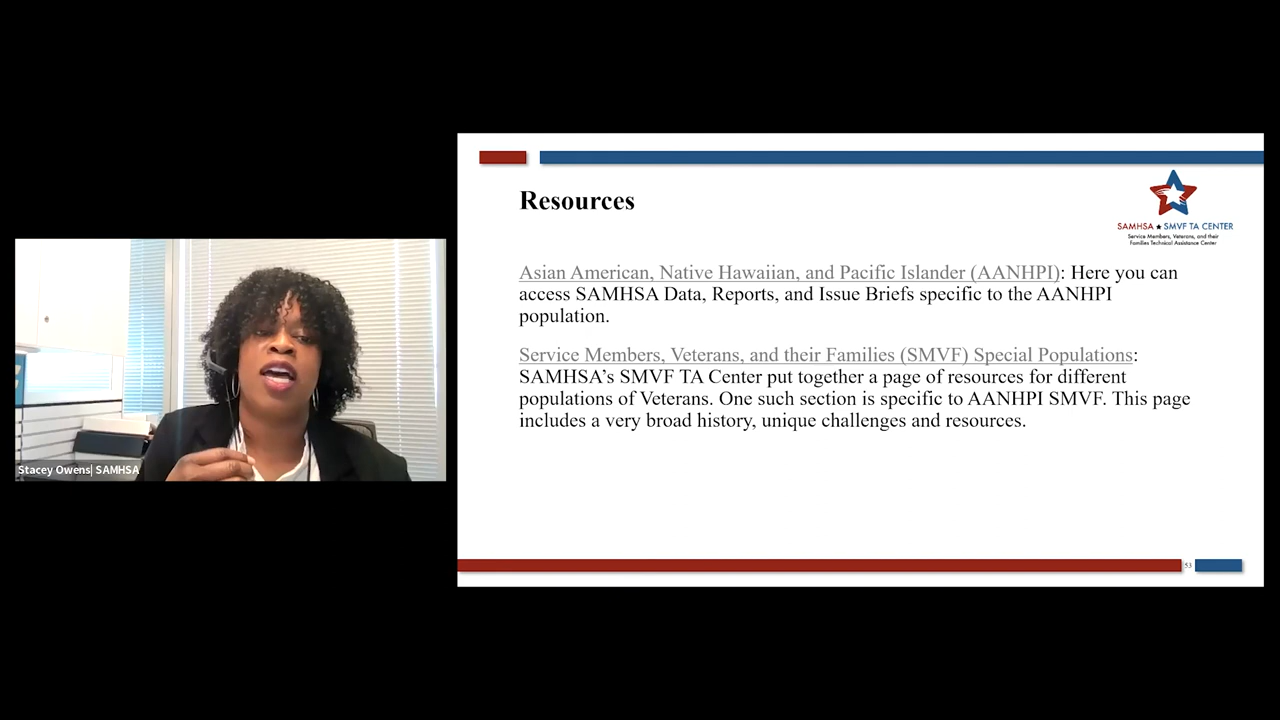 Resources
SAMHSA ★ SMVF TA CENTER
Service Members, Veterans, and their
Families Technical Assistance Center
Asian American, Native Hawaiian, and Pacific Islander (AANHPI): Here you can
access SAMHSA Data, Reports, and Issue Briefs specific to the AANHPI
population.
Service Members, Veterans, and their Families (SMVF) Special Populations:
SAMHSA’s SMVF TA Center put together a page of resources for different
populations of Veterans. One such section is specific to AANHPI SMVF. This page
includes a very broad history, unique challenges and resources.
53
Stacey Owens| SAMHSA